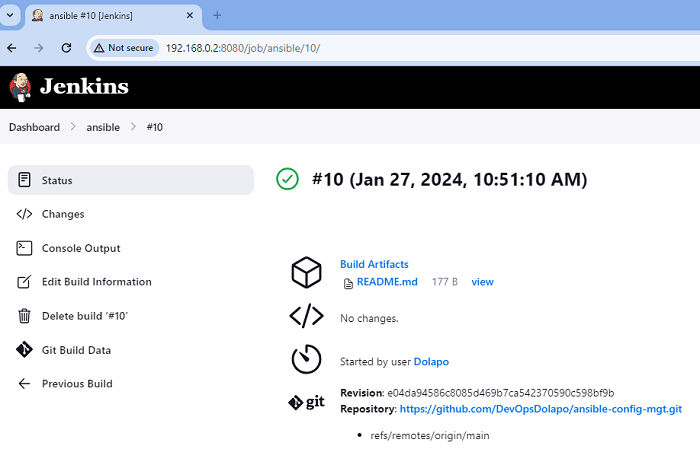 ansible #10 [Jenkins]
Not secure 192.168.0.2:8080/job/ansible/10/
Jenkins
Dashboard > ansible > #10
Status
#10 (Jan 27, 2024, 10:51:10 AM)
Changes
Console Output
Edit Build Information
Delete build ‘#10’
Git Build Data
Previous Build
Build Artifacts
README.md 177 B view
No changes.
Started by user Dolapo
git
Revision: e04da94586c8085d469b7ca542370590c598bf9b
Repository: https://github.com/DevOpsDolapo/ansible-config-mgt.git
• refs/remotes/origin/main